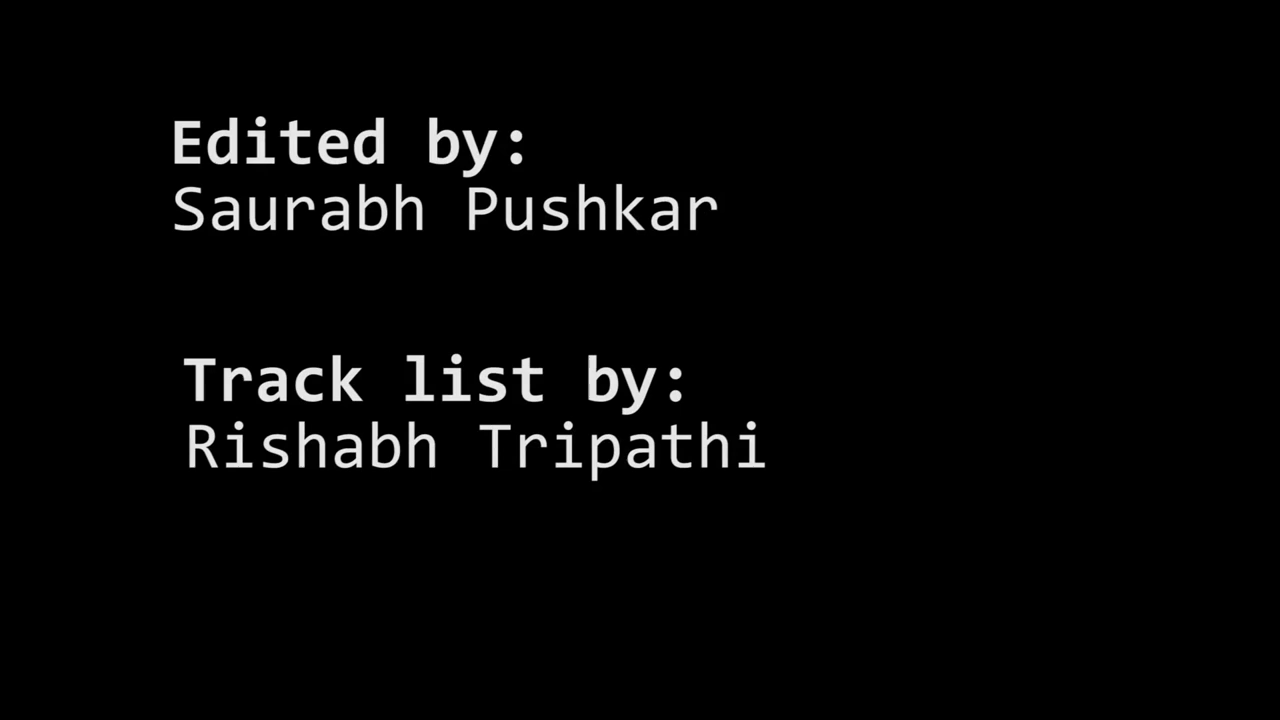 Edited by:
Saurabh Pushkar
Track list by:
Rishabh Tripathi